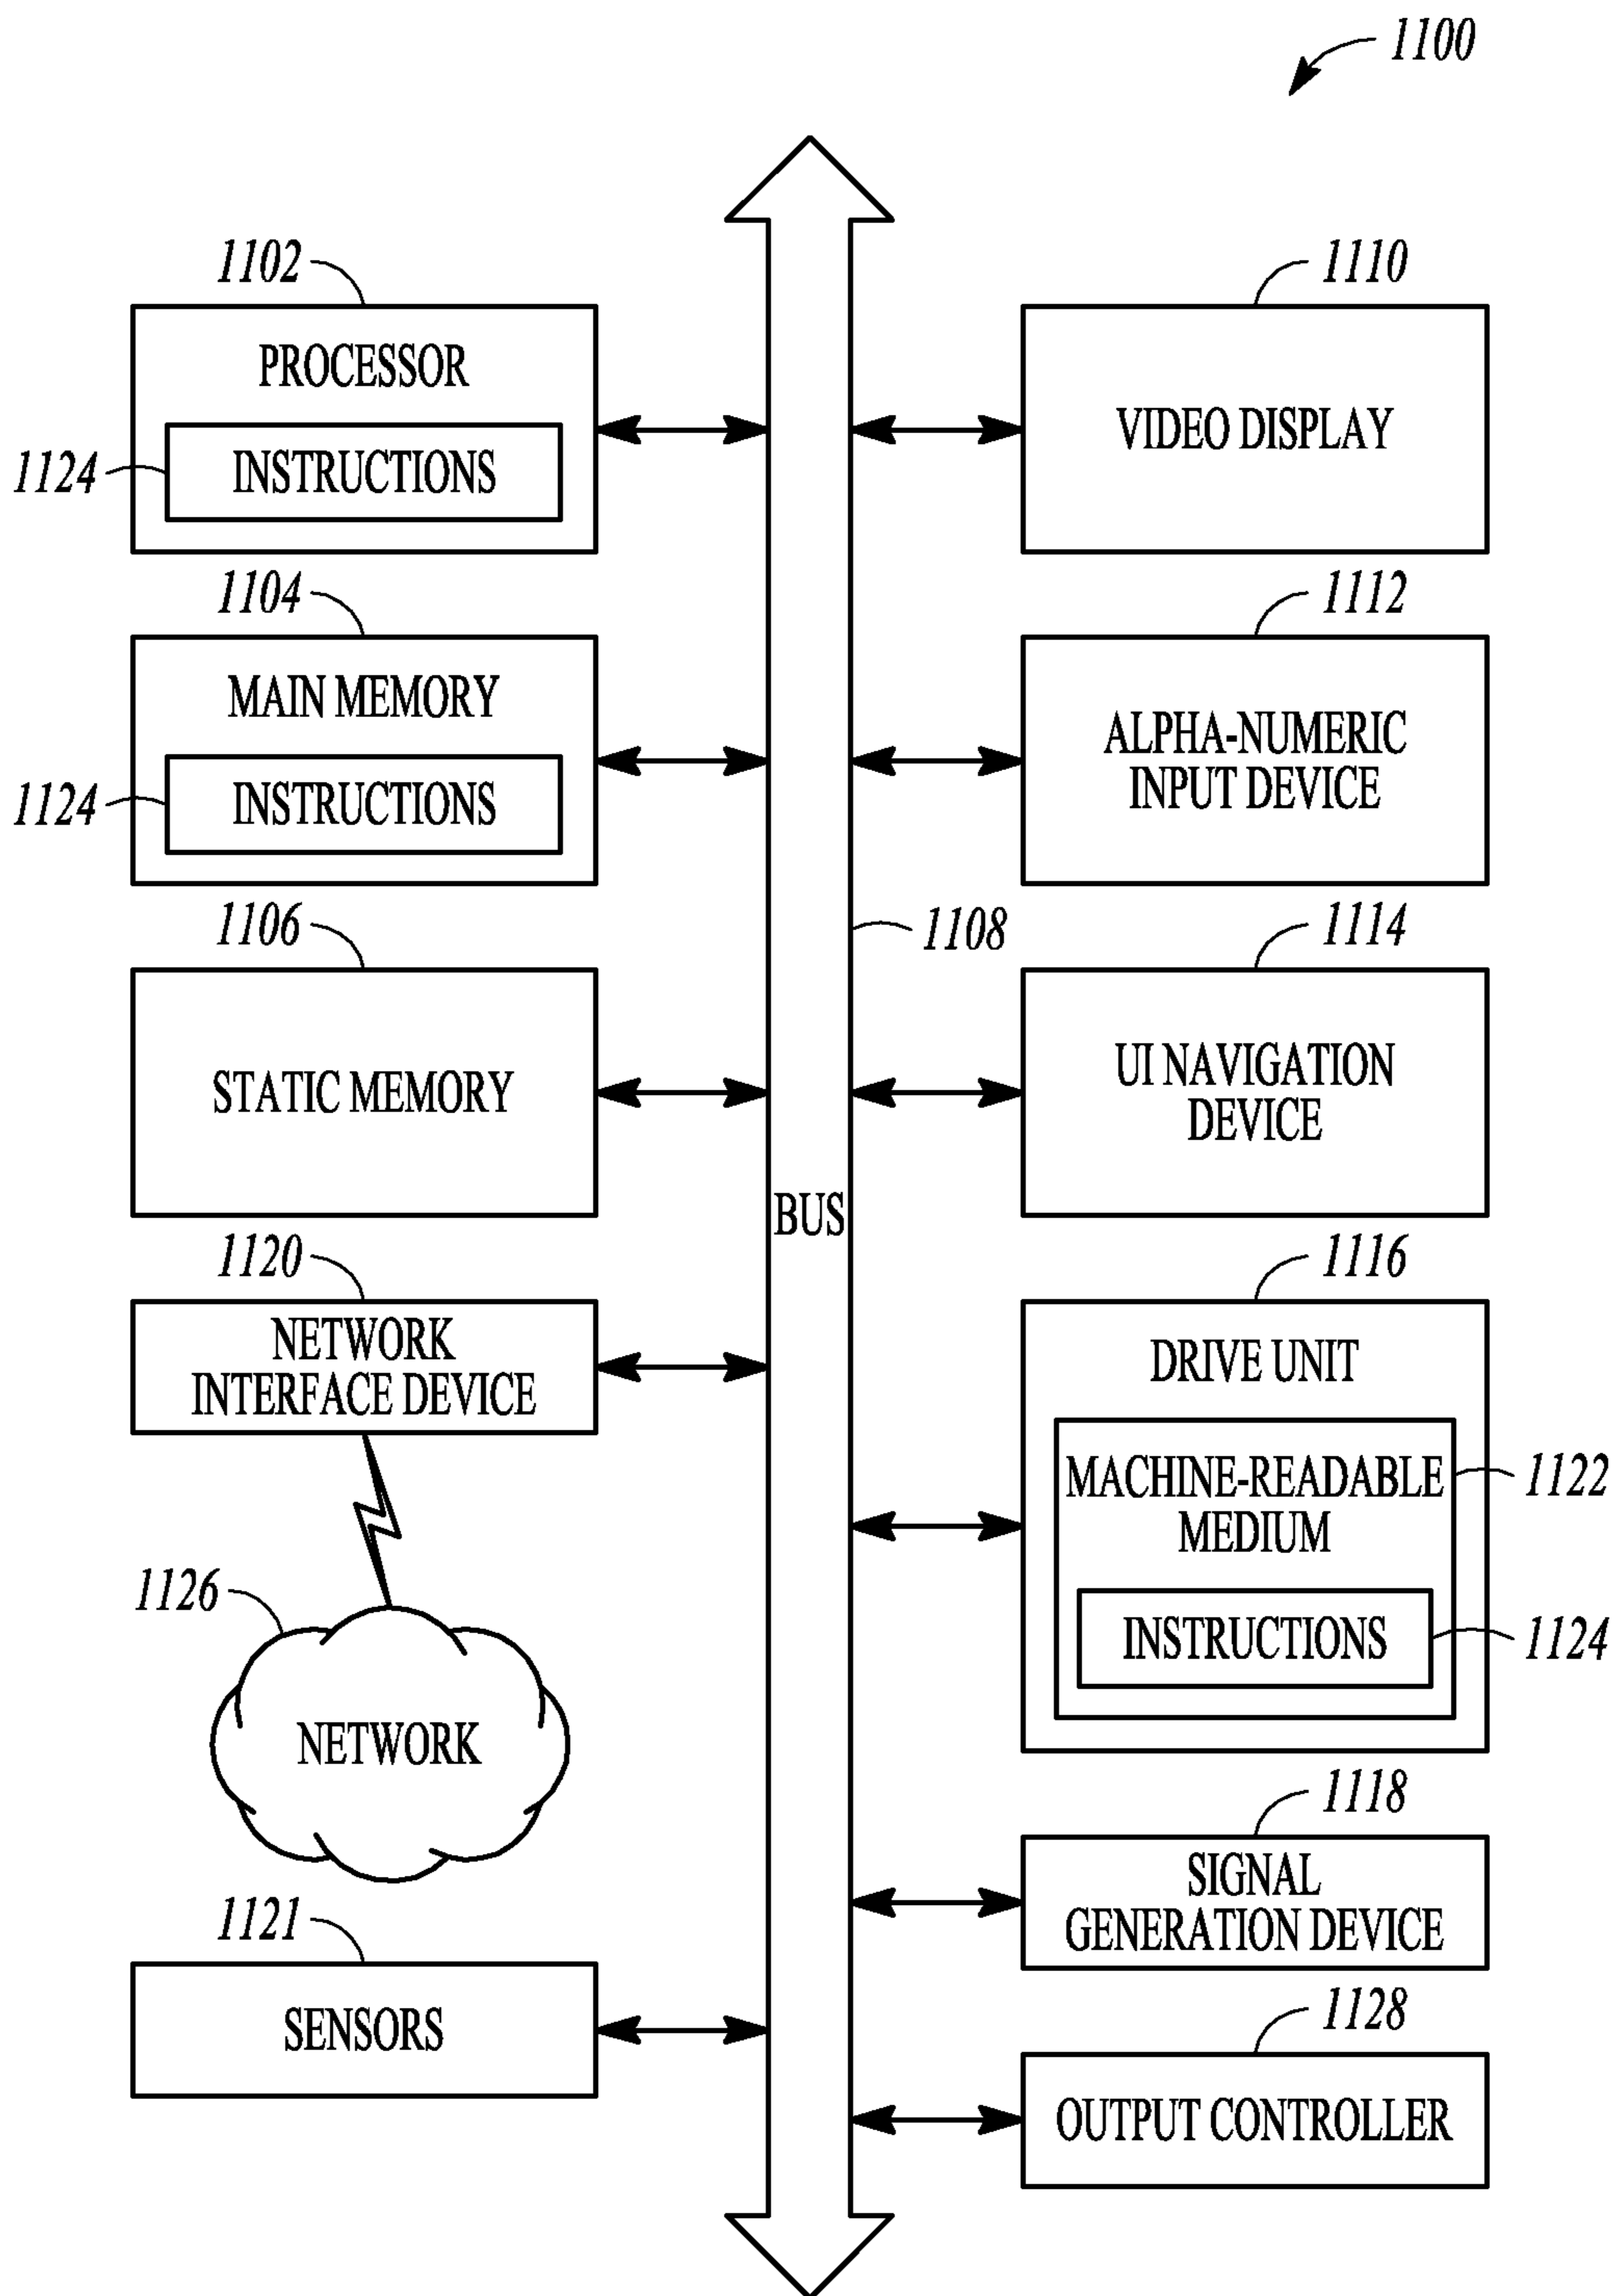 1100
1102
PROCESSOR
1124
INSTRUCTIONS
1104
MAIN MEMORY
1124
INSTRUCTIONS
1106
STATIC MEMORY
1120
NETWORK
INTERFACE DEVICE
1126
NETWORK
1121
SENSORS
BUS
1108
1110
VIDEO DISPLAY
1112
ALPHA-NUMERIC
INPUT DEVICE
1114
UI NAVIGATION
DEVICE
1116
DRIVE UNIT
MACHINE-READABLE
MEDIUM
1122
INSTRUCTIONS
1124
1118
SIGNAL
GENERATION DEVICE
1128
OUTPUT CONTROLLER